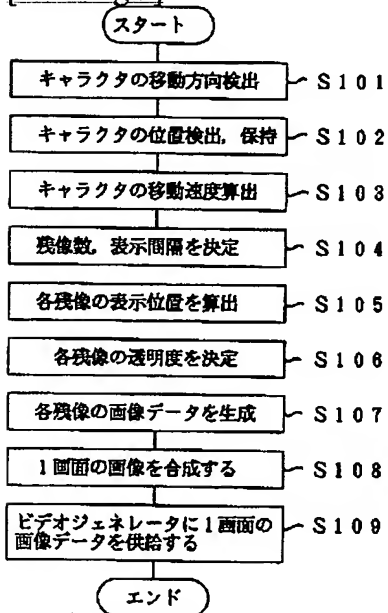 スタート
キャラクタの移動方向検出 S101
キャラクタの位置検出,保持 S102
キャラクタの移動速度算出 S103
残像数,表示間隔を決定 S104
各残像の表示位置を算出 S105
各残像の透明度を決定 S106
各残像の画像データを生成 S107
1画面の画像を合成する S108
ビデオジェネレータに1画面の S109
画像データを供給する
エンド